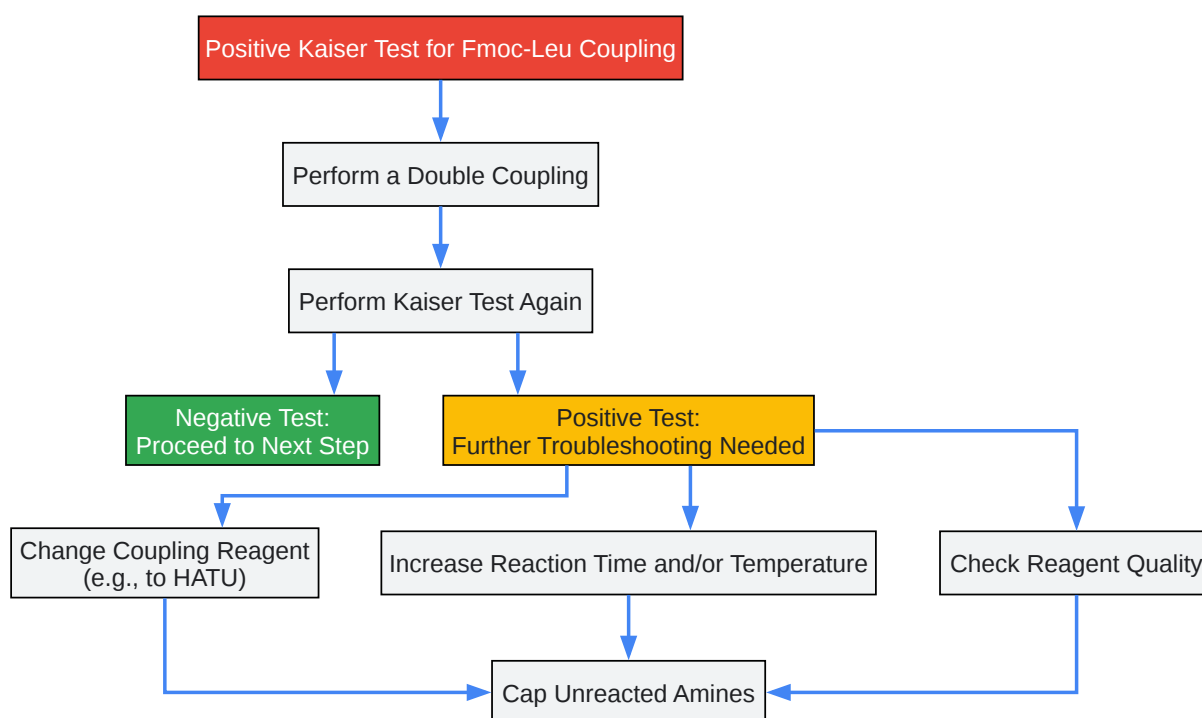 Positive Kaiser Test for Fmoc-Leu Coupling
Perform a Double Coupling
Perform Kaiser Test Again
Negative Test:
Proceed to Next Step
Positive Test:
Further Troubleshooting Needed
Change Coupling Reagent
(e.g., to HATU)
Increase Reaction Time and/or Temperature
Check Reagent Quality
Cap Unreacted Amines